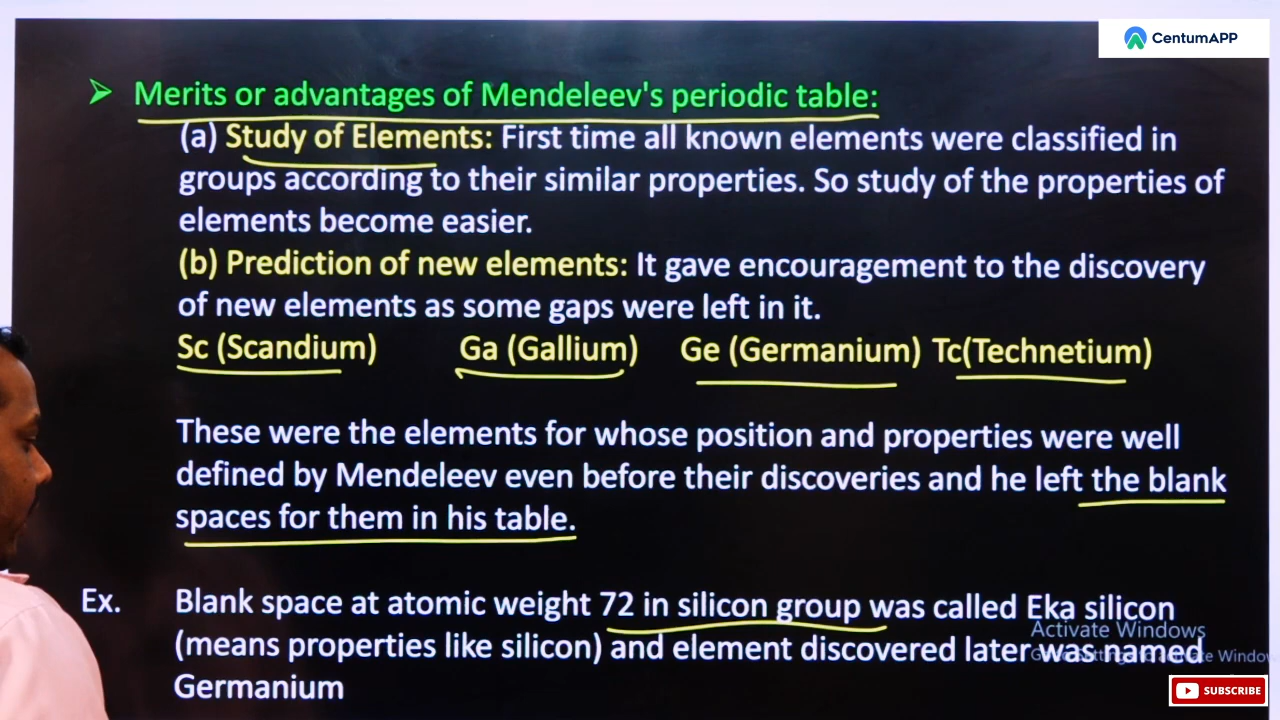 CentumAPP
➤ Merits or advantages of Mendeleev's periodic table:
(a) Study of Elements: First time all known elements were classified in
groups according to their similar properties. So study of the properties of
elements become easier.
(b) Prediction of new elements: It gave encouragement to the discovery
of new elements as some gaps were left in it.
Sc (Scandium) Ga (Gallium) Ge (Germanium) Tc(Technetium)
These were the elements for whose position and properties were well
defined by Mendeleev even before their discoveries and he left the blank
spaces for them in his table.
Ex. Blank space at atomic weight 72 in silicon group was called Eka silicon
Activate Windows
(means properties like silicon) and element discovered later was named
Germanium
SUBSCRIBE